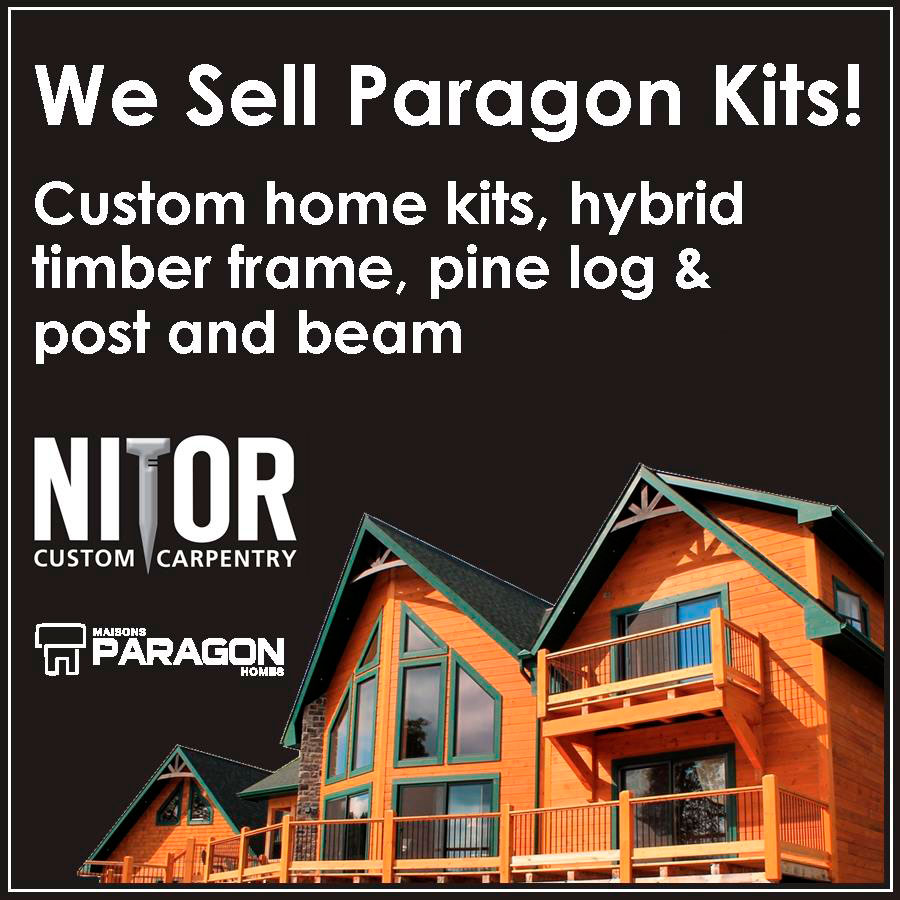 We Sell Paragon Kits!
Custom home kits, hybrid
timber frame, pine log &
post and beam
NITOR
CUSTOM CARPENTRY
MAISONS
PARAGON
HOMES